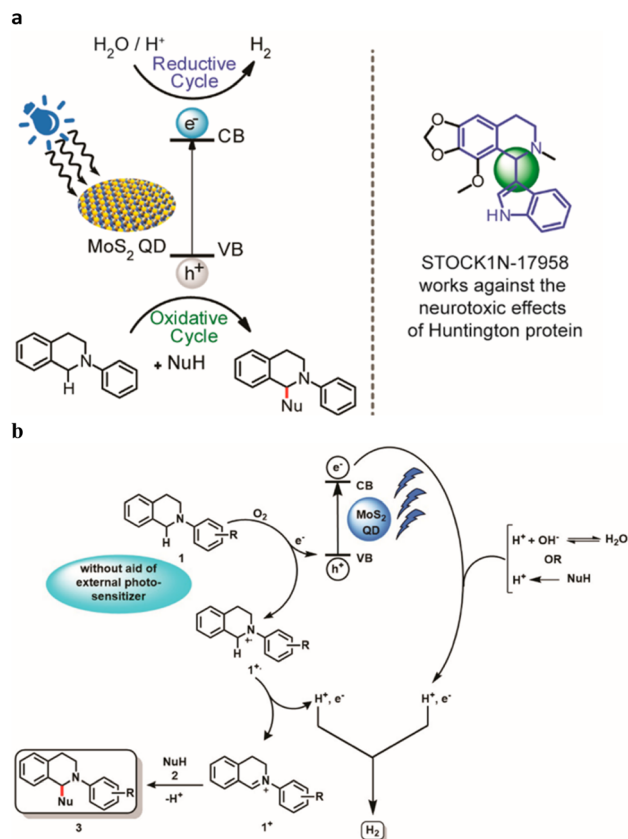 a
H₂O / H⁺
H₂
Reductive
Cycle
e⁻
CB
MoS₂ QD
VB
h⁺
Oxidative
Cycle
N
H
+ NuH
N
Nu
O
O
N
O
HN
STOCK1N-17958
works against the
neurotoxic effects
of Huntington protein
b
e⁻
CB
MoS₂
QD
VB
h⁺
O₂
e⁻
N
H
R
1
without aid of
external photo-
sensitizer
H⁺ + OH⁻ ⇌ H₂O
OR
H⁺ ← NuH
N
+·
H
R
1⁺·
H⁺, e⁻
H⁺, e⁻
NuH
2
-H⁺
N
Nu
R
3
N
+
R
1⁺
H₂